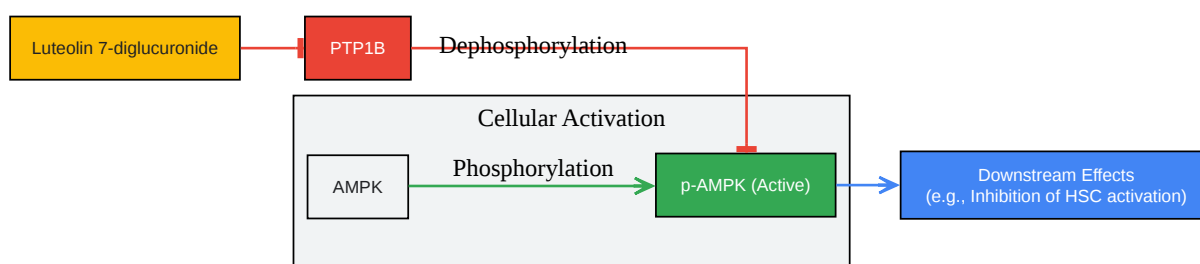 Luteolin 7-diglucuronide
PTP1B
Dephosphorylation
Cellular Activation
AMPK
Phosphorylation
p-AMPK (Active)
Downstream Effects
(e.g., Inhibition of HSC activation)